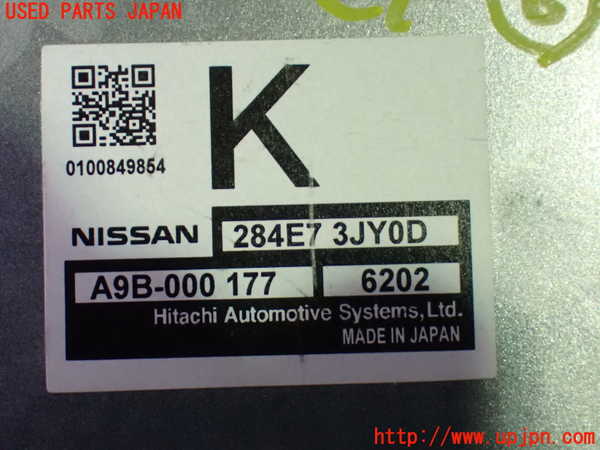 USED PARTS JAPAN
K
0100849854
NISSAN 284E7 3JY0D
A9B-000 177 6202
Hitachi Automotive Systems, Ltd.
MADE IN JAPAN
http://www.upjpn.com/